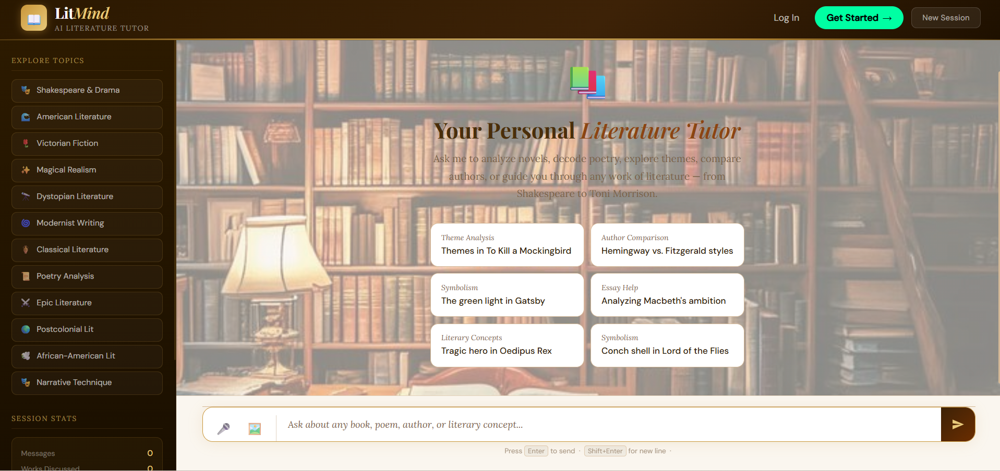 LitMind
AI LITERATURE TUTOR
Log In
Get Started →
New Session
EXPLORE TOPICS
Shakespeare & Drama
American Literature
Victorian Fiction
Magical Realism
Dystopian Literature
Modernist Writing
Classical Literature
Poetry Analysis
Epic Literature
Postcolonial Lit
African-American Lit
Narrative Technique
SESSION STATS
Messages 0
Works Discussed 0
Your Personal Literature Tutor
Ask me to analyze novels, decode poetry, explore themes, compare
authors, or guide you through any work of literature — from
Shakespeare to Toni Morrison.
Theme Analysis
Themes in To Kill a Mockingbird
Author Comparison
Hemingway vs. Fitzgerald styles
Symbolism
The green light in Gatsby
Essay Help
Analyzing Macbeth's ambition
Literary Concepts
Tragic hero in Oedipus Rex
Symbolism
Conch shell in Lord of the Flies
Ask about any book, poem, author, or literary concept...
Press Enter to send · Shift+Enter for new line ·